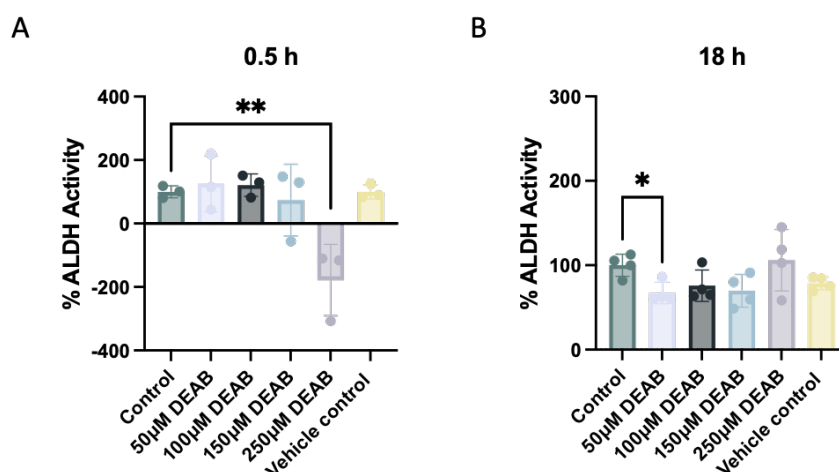 A
0.5 h
% ALDH Activity
400
200
0
-200
-400
**
Control
50µM DEAB
100µM DEAB
150µM DEAB
250µM DEAB
Vehicle control
B
18 h
% ALDH Activity
300
200
100
0
*
Control
50µM DEAB
100µM DEAB
150µM DEAB
250µM DEAB
Vehicle control